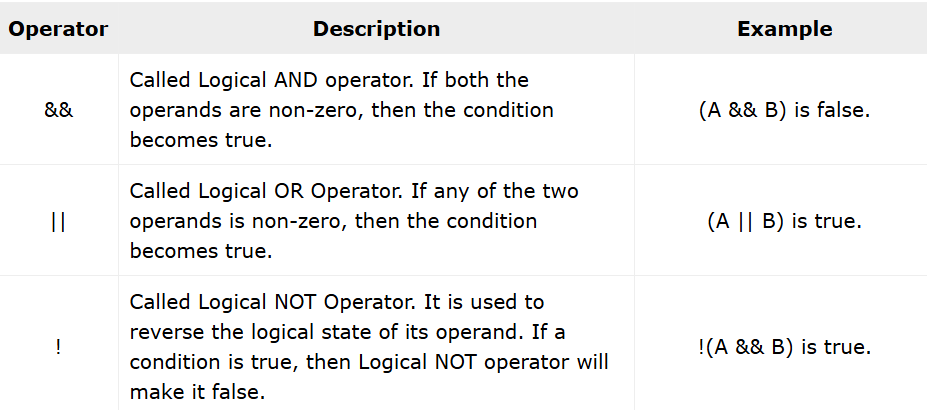 Operator Description Example
&& Called Logical AND operator. If both the operands are non-zero, then the condition becomes true. (A && B) is false.
|| Called Logical OR Operator. If any of the two operands is non-zero, then the condition becomes true. (A || B) is true.
! Called Logical NOT Operator. It is used to reverse the logical state of its operand. If a condition is true, then Logical NOT operator will make it false. !(A && B) is true.